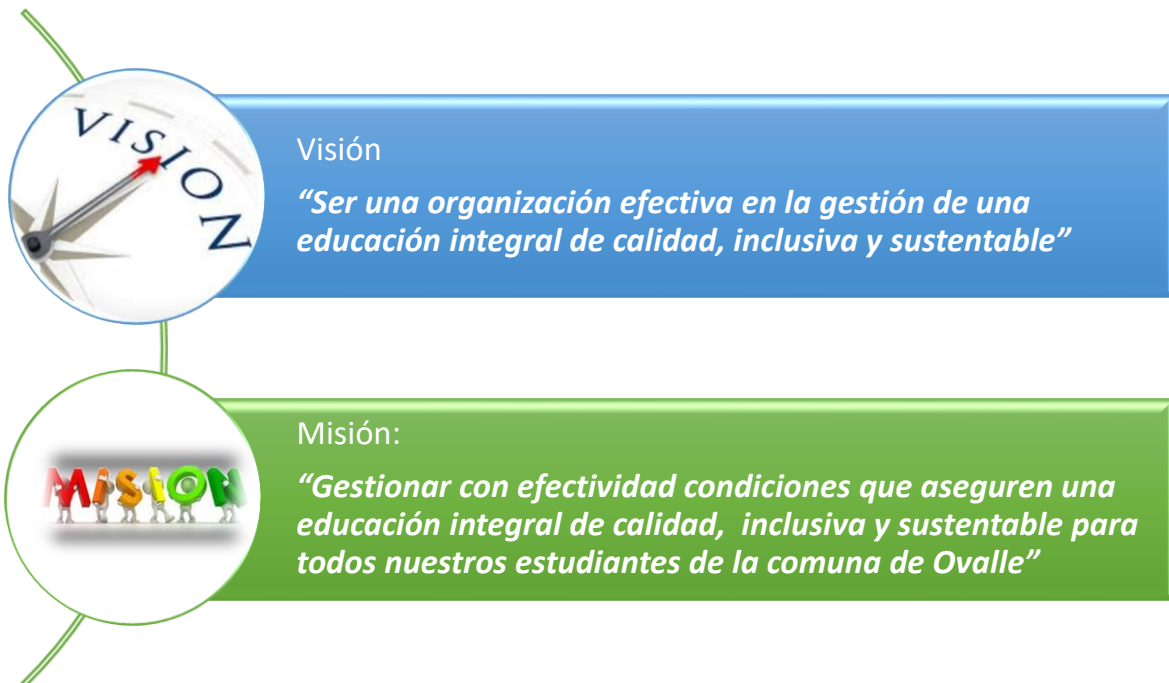 VISION
Visión
“Ser una organización efectiva en la gestión de una
educación integral de calidad, inclusiva y sustentable”
MISION
Misión:
“Gestionar con efectividad condiciones que aseguren una
educación integral de calidad,  inclusiva y sustentable para
todos nuestros estudiantes de la comuna de Ovalle”